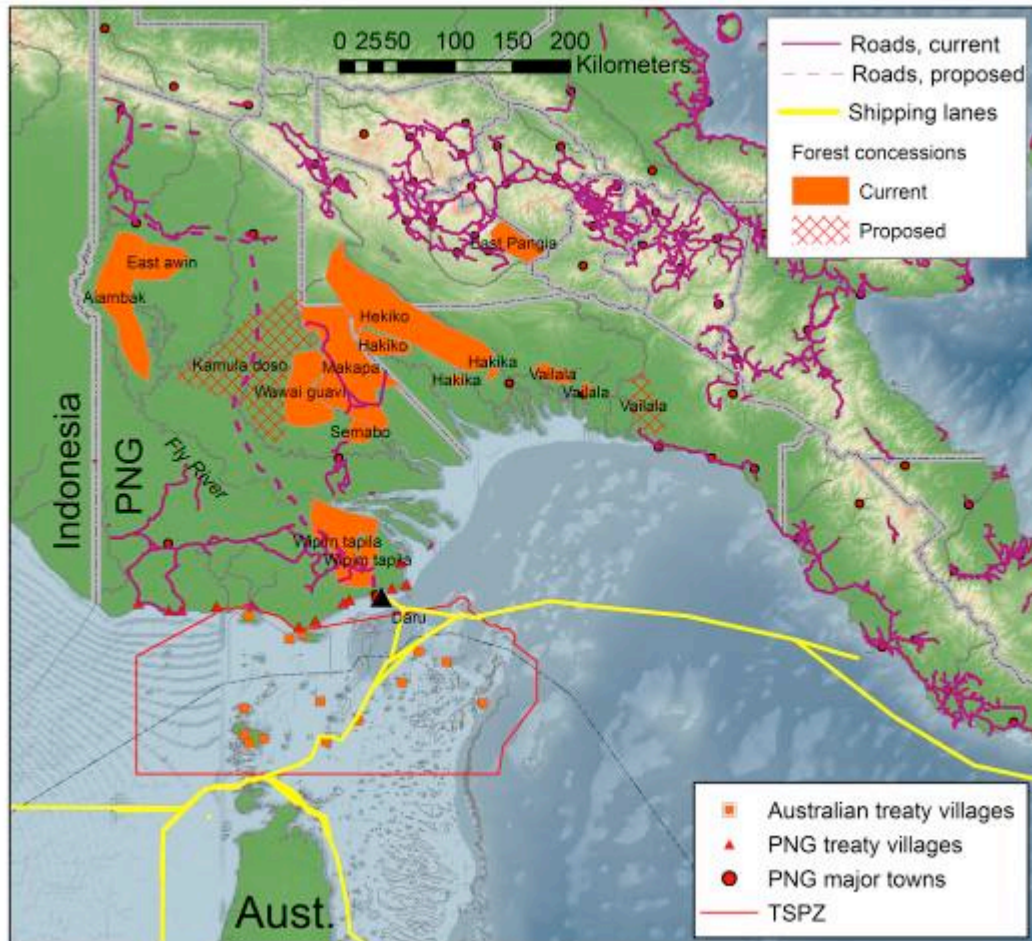 0 25 50 100 150 200
Kilometers
Roads, current
Roads, proposed
Shipping lanes
Forest concessions
Current
Proposed
East Pangia
East awin
Aiambak
Hekiko
Hakiko
Kamula doso
Makapa
Hakika
Hakika
Wawai guavi
Vailala
Vailala
Vailala
Semabo
Indonesia
PNG
Fly River
Wipim tapila
Wipim tapila
Daru
Australian treaty villages
PNG treaty villages
PNG major towns
TSPZ
Aust.